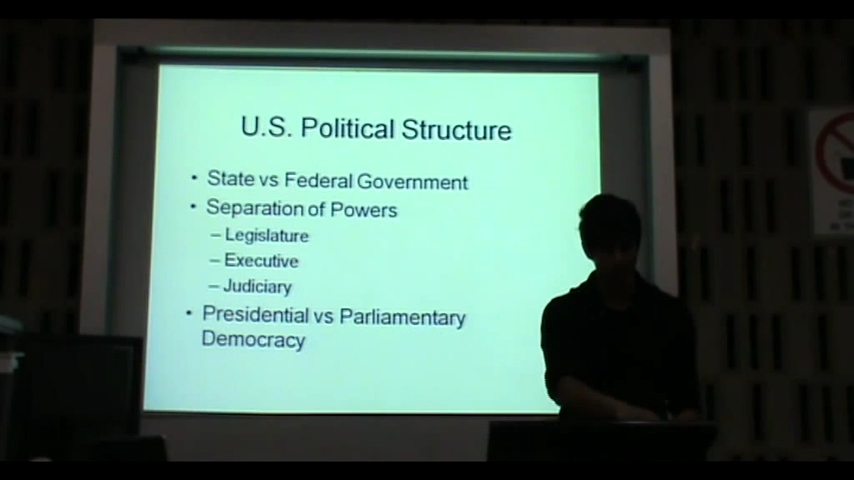 U.S. Political Structure
• State vs Federal Government
• Separation of Powers
– Legislature
– Executive
– Judiciary
• Presidential vs Parliamentary
Democracy